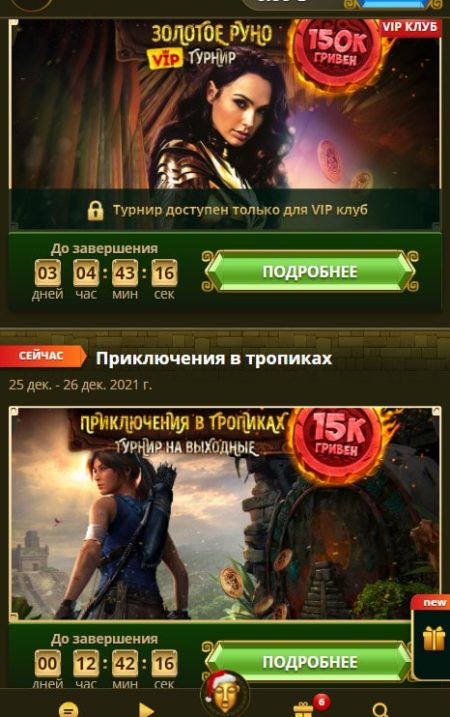 ЗОЛОТОЕ РУНО
VIP ТУРНИР
150К
ГРИВЕН
VIP КЛУБ
Турнир доступен только для VIP клуб
До завершения
03 : 04 : 43 : 16
дней час мин сек
ПОДРОБНЕЕ
СЕЙЧАС
Приключения в тропиках
25 дек. - 26 дек. 2021 г.
ПРИКЛЮЧЕНИЯ В ТРОПИКАХ
ТУРНИР НА ВЫХОДНЫЕ
15К
ГРИВЕН
new
До завершения
00 : 12 : 42 : 16
дней час мин сек
ПОДРОБНЕЕ
6